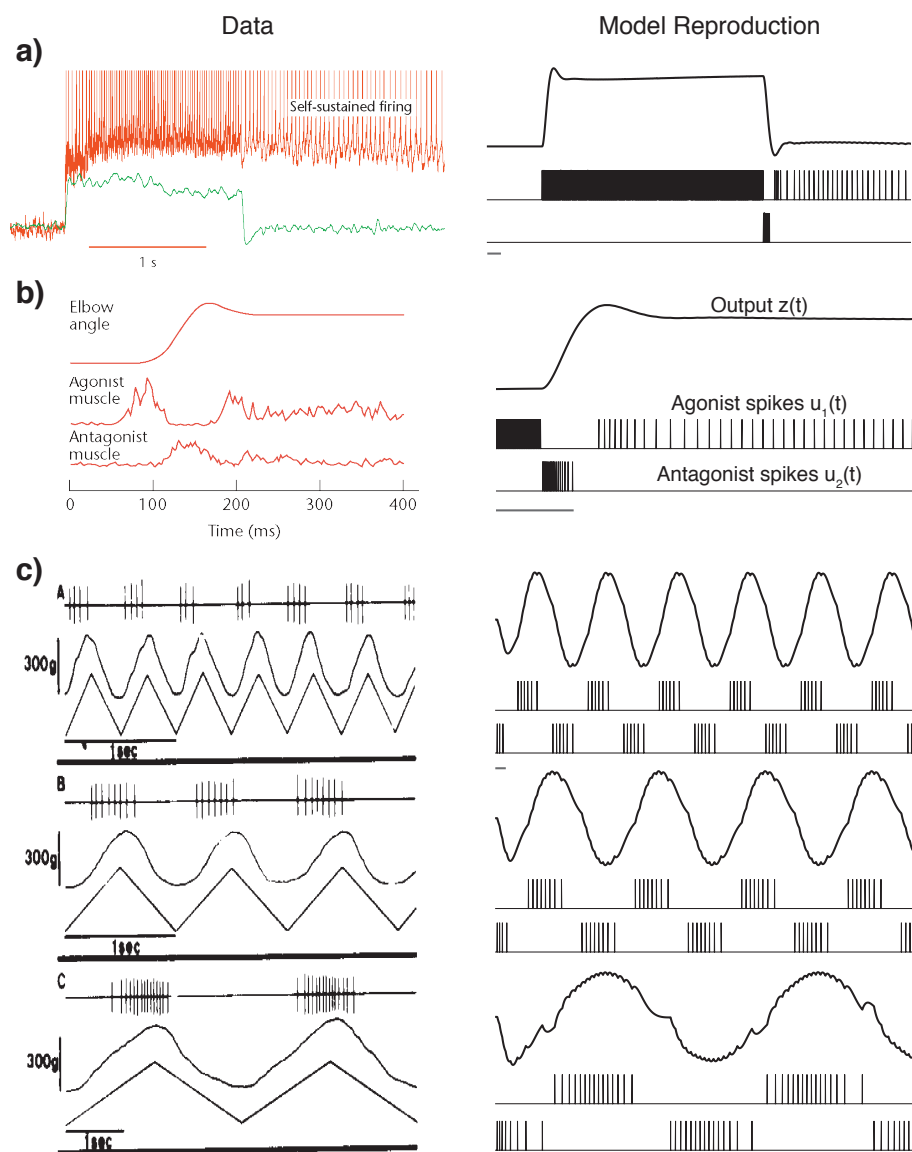 Data
Model Reproduction
a)
Self-sustained firing
1 s
b)
Elbow
angle
Agonist
muscle
Antagonist
muscle
0 100 200 300 400
Time (ms)
Output z(t)
Agonist spikes u1(t)
Antagonist spikes u2(t)
c)
A
300g
1sec
B
300g
1sec
C
300g
1sec